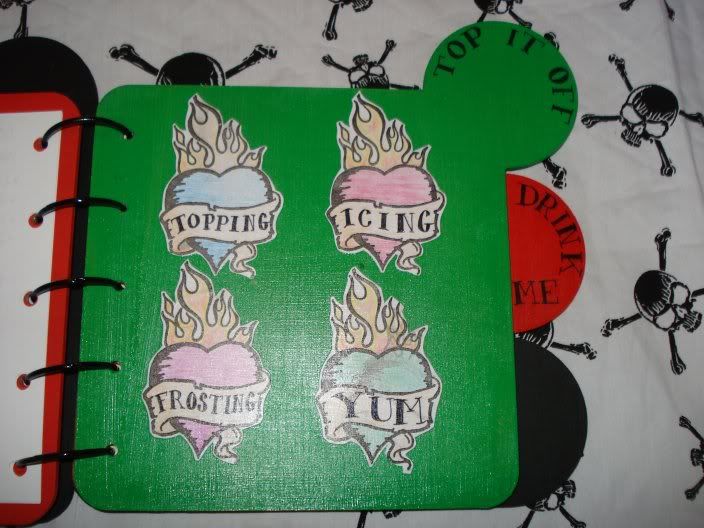 TOP IT OFF
TOPPING
ICING
DRINK
ME
FROSTING
YUM